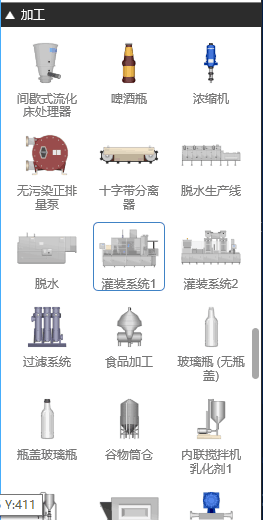 加工
间歇式流化
床处理器
啤酒瓶
浓缩机
无污染正排
量泵
十字带分离
器
脱水生产线
脱水
灌装系统1
灌装系统2
过滤系统
食品加工
玻璃瓶 (无瓶
盖)
瓶盖玻璃瓶
谷物筒仓
内联搅拌机
乳化剂1
Y:411